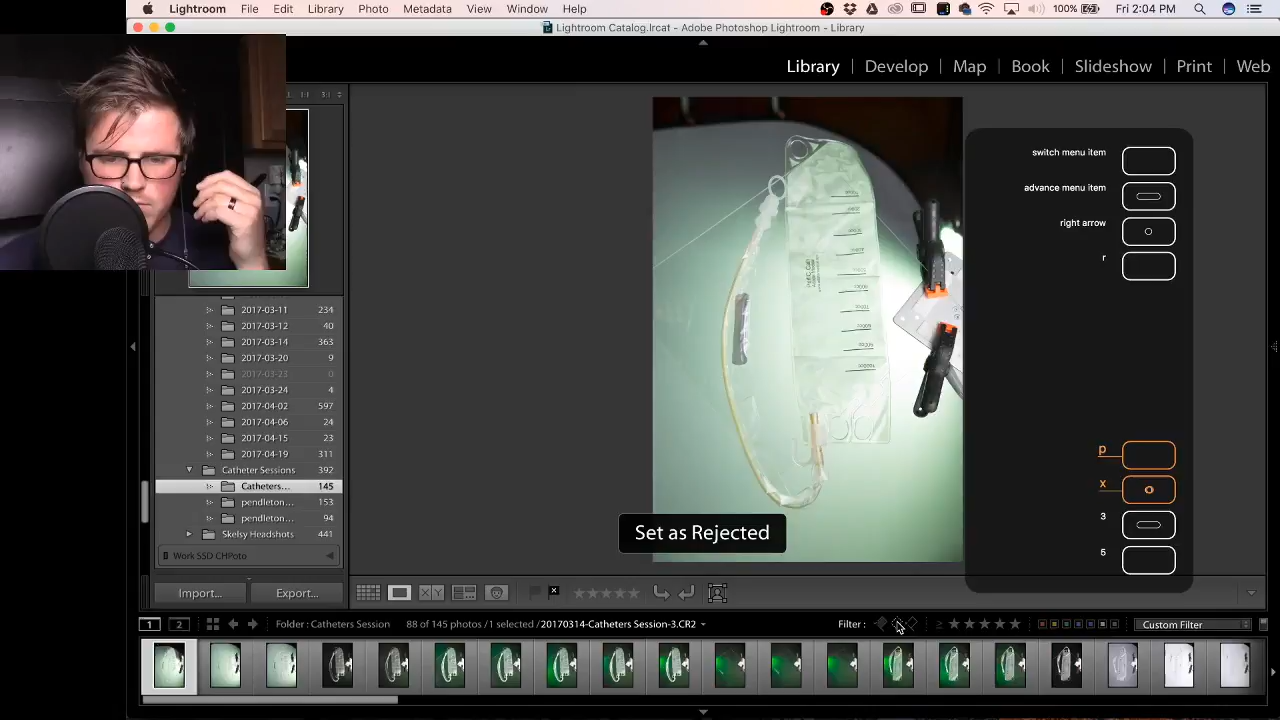 Lightroom File Edit Library Photo Metadata View Window Help 100% Fri 2:04 PM
Lightroom Catalog.lrcat - Adobe Photoshop Lightroom - Library
Library | Develop | Map | Book | Slideshow | Print | Web
1:1 3:1
switch menu item
advance menu item
right arrow
r
p
x
3
5
2017-03-11 234
2017-03-12 40
2017-03-14 363
2017-03-20 9
2017-03-23 0
2017-03-24 4
2017-04-02 597
2017-04-06 24
2017-04-15 23
2017-04-19 311
Catheter Sessions 392
Catheters... 145
pendleton... 153
pendleton... 94
Skelsy Headshots 441
Work SSD CHPoto
Set as Rejected
Import... Export...
X Y
1 2 Folder : Catheters Session 88 of 145 photos / 1 selected / 20170314-Catheters Session-3.CR2 Filter : ≥ Custom Filter